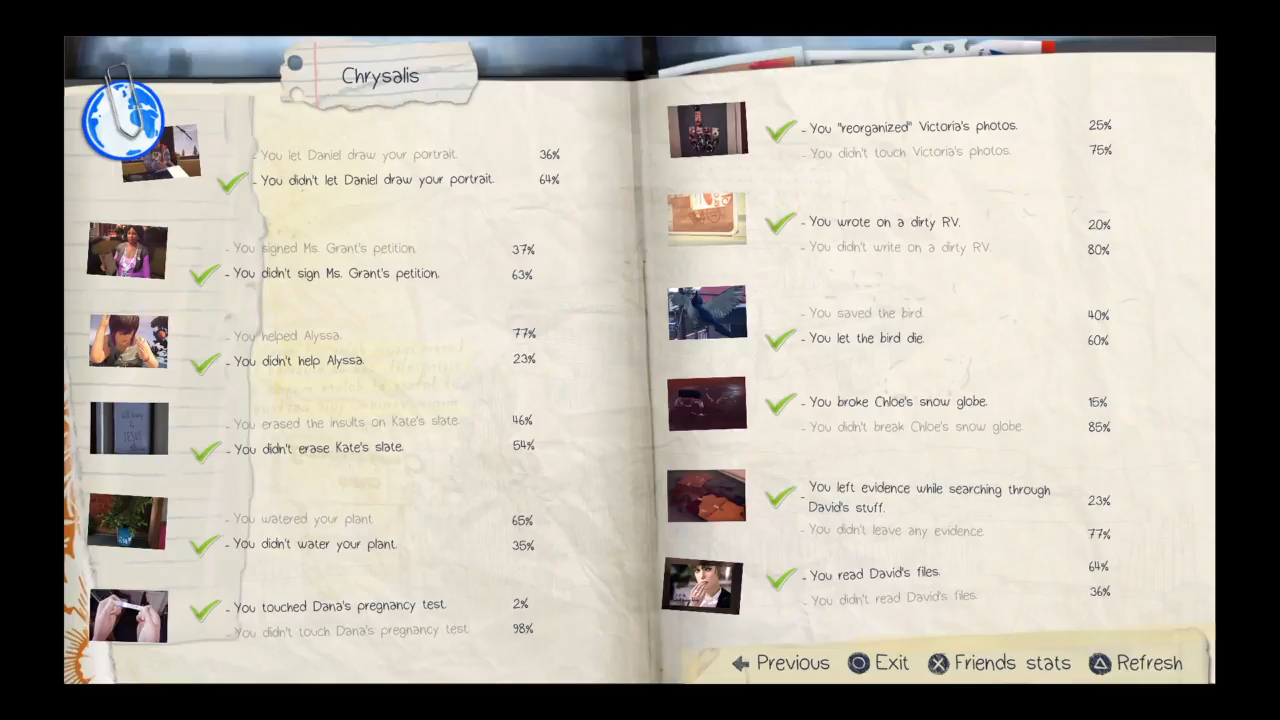 Chrysalis
- You let Daniel draw your portrait. 36%
- You didn't let Daniel draw your portrait. 64%
- You signed Ms. Grant's petition. 37%
- You didn't sign Ms. Grant's petition. 63%
- You helped Alyssa. 77%
- You didn't help Alyssa. 23%
- You erased the insults on Kate's slate. 46%
- You didn't erase Kate's slate. 54%
- You watered your plant. 65%
- You didn't water your plant. 35%
- You touched Dana's pregnancy test. 2%
- You didn't touch Dana's pregnancy test. 98%
- You "reorganized" Victoria's photos. 25%
- You didn't touch Victoria's photos. 75%
- You wrote on a dirty RV. 20%
- You didn't write on a dirty RV. 80%
- You saved the bird. 40%
- You let the bird die. 60%
- You broke Chloe's snow globe. 15%
- You didn't break Chloe's snow globe. 85%
- You left evidence while searching through
David's stuff. 23%
- You didn't leave any evidence. 77%
- You read David's files. 64%
- You didn't read David's files. 36%
Previous Exit Friends stats Refresh